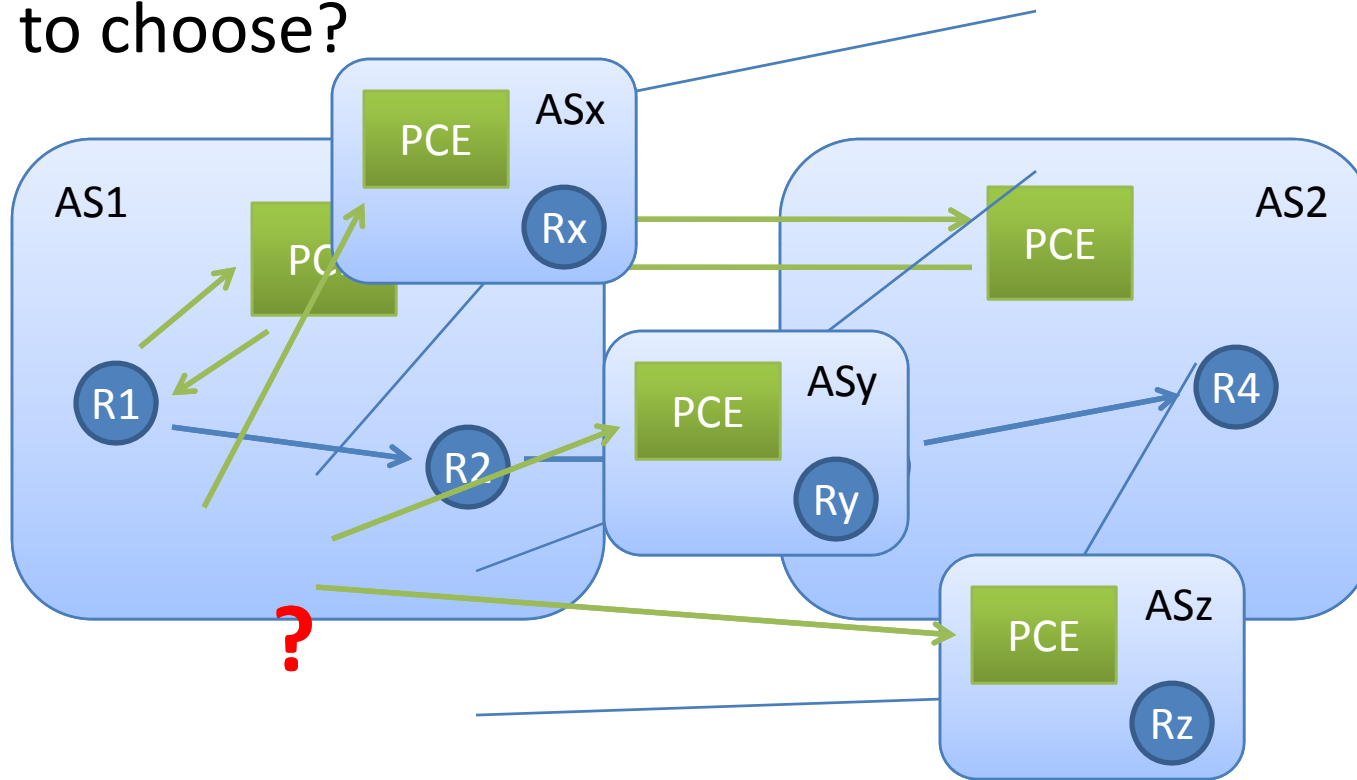 to choose?
ASx
PCE
Rx
AS1
R1
R2
AS2
PCE
R4
ASy
PCE
Ry
?
ASz
PCE
Rz